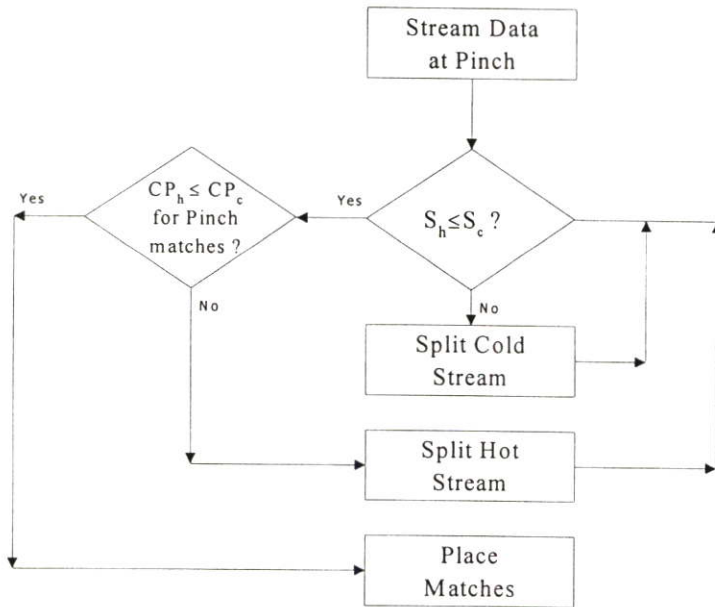 Stream Data
at Pinch
Yes
CP_h ≤ CP_c
for Pinch
matches ?
Yes
S_h ≤ S_c ?
No
No
Split Cold
Stream
Split Hot
Stream
Place
Matches